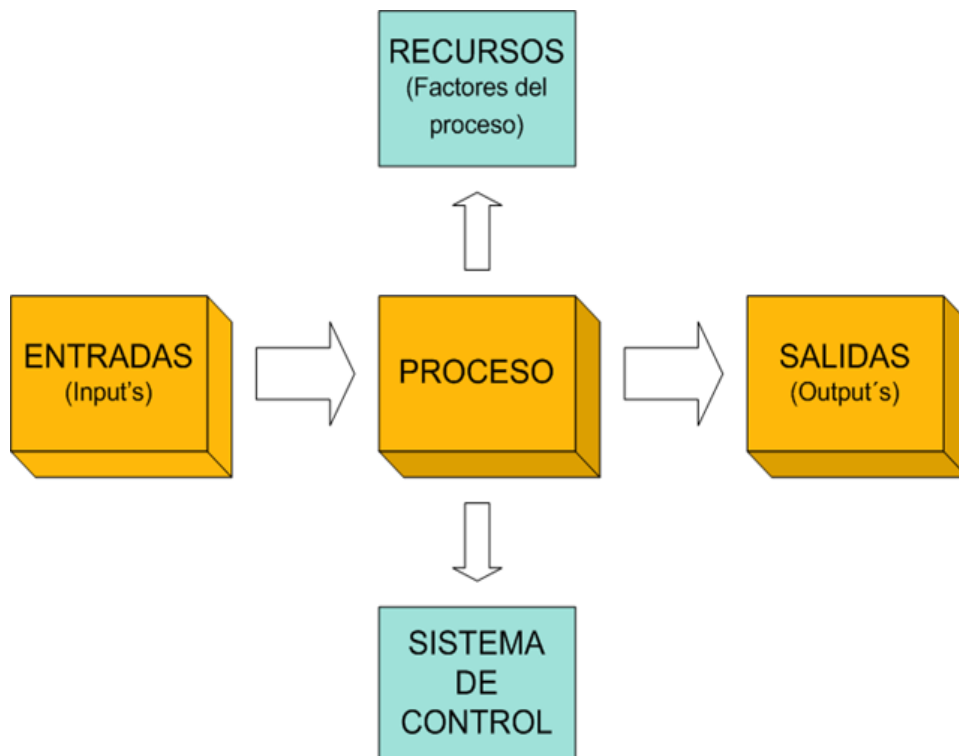 RECURSOS
(Factores del
proceso)
ENTRADAS
(Input's)
PROCESO
SALIDAS
(Output´s)
SISTEMA
DE
CONTROL